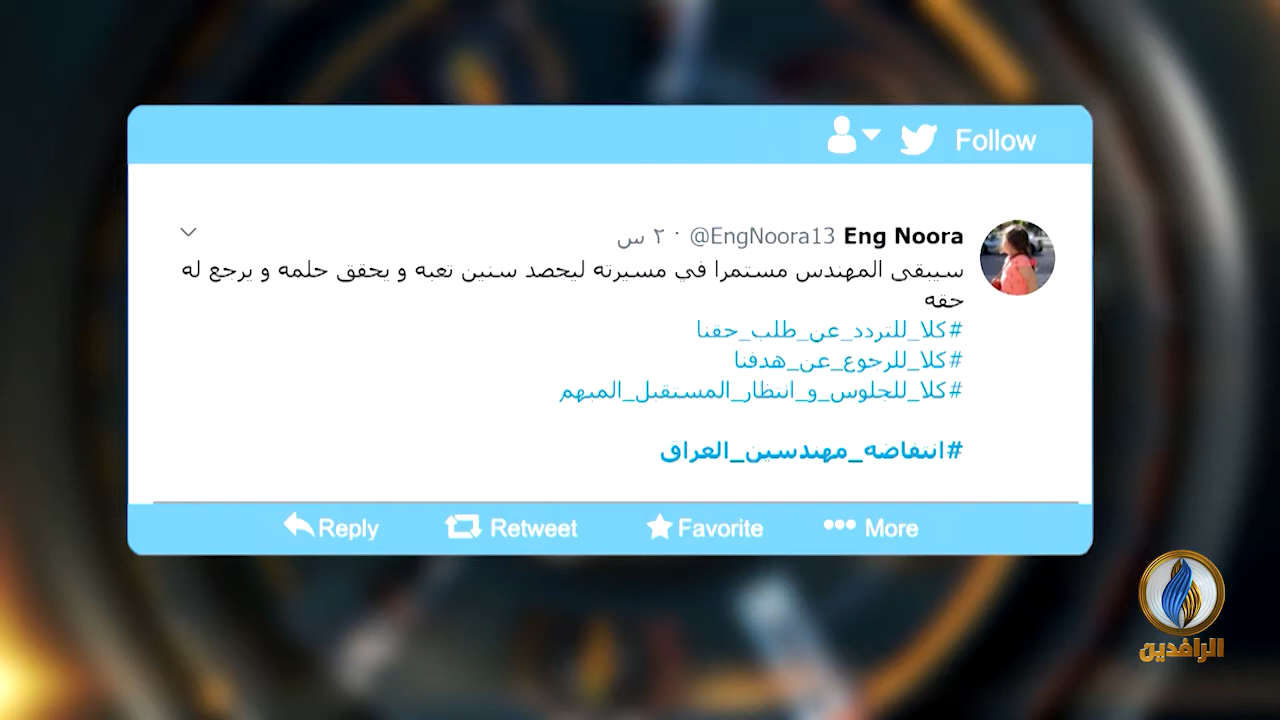 Follow
Eng Noora @EngNoora13 · ٢ س
سيبقى المهندس مستمرا في مسيرته ليحصد سنين تعبه و يحقق حلمه و يرجع له
حقه
#كلا_للتردد_عن_طلب_حقنا
#كلا_للرجوع_عن_هدفنا
#كلا_للجلوس_و_انتظار_المستقبل_المبهم
#انتفاضه_مهندسين_العراق
Reply Retweet Favorite More
الرافدين